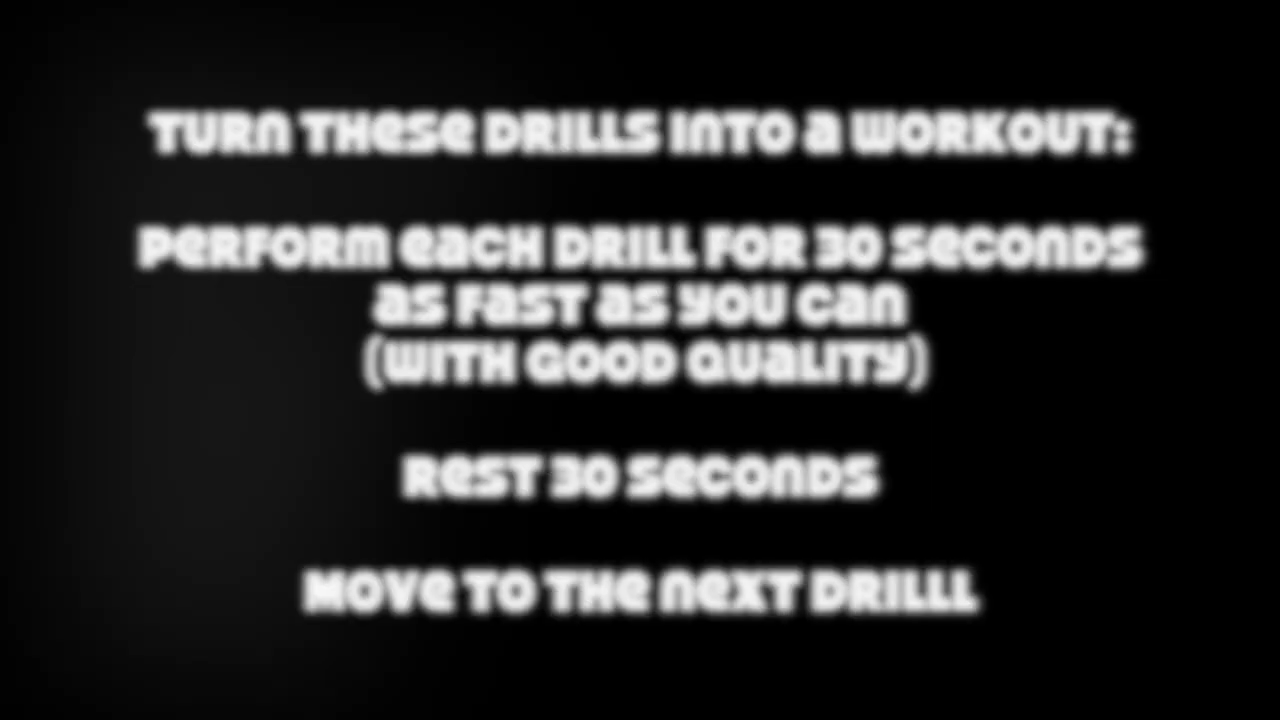 TURN THESE DRILLS INTO A WORKOUT:
PERFORM EACH DRILL FOR 30 SECONDS
AS FAST AS YOU CAN
(WITH GOOD QUALITY)
REST 30 SECONDS
MOVE TO THE NEXT DRILLL